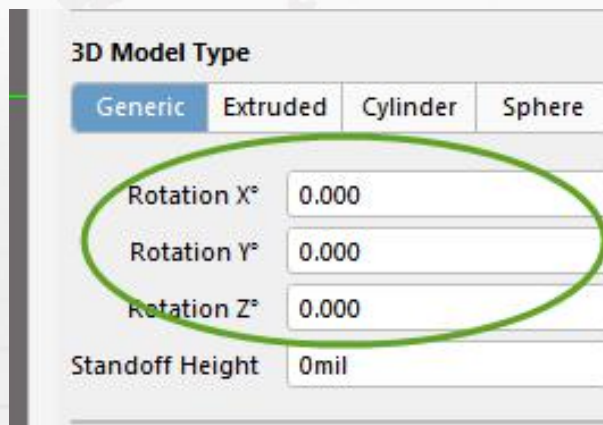 3D Model Type
Generic Extruded Cylinder Sphere
Rotation X° 0.000
Rotation Y° 0.000
Rotation Z° 0.000
Standoff Height 0mil